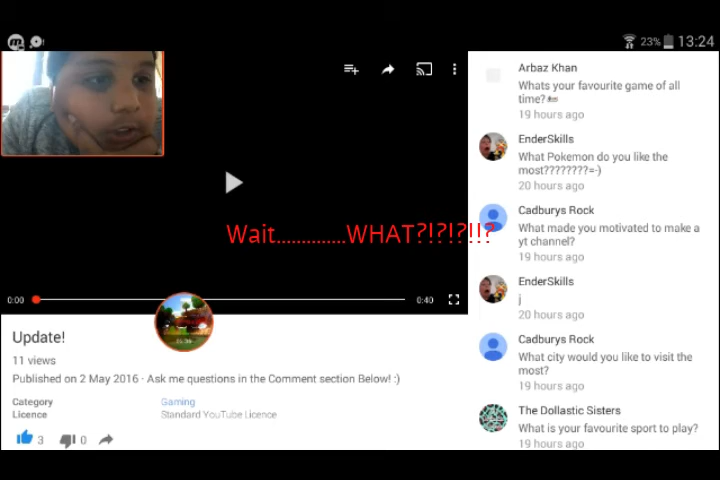 23% 13:24
Arbaz Khan
Whats your favourite game of all
time?
19 hours ago
EnderSkills
What Pokemon do you like the
most????????=-)
20 hours ago
Cadburys Rock
What made you motivated to make a
yt channel?
19 hours ago
Wait..............WHAT?!?!?!!?
EnderSkills
j
20 hours ago
0:00
0:40
Cadburys Rock
What city would you like to visit the
most?
19 hours ago
The Dollastic Sisters
What is your favourite sport to play?
19 hours ago
Update!
11 views
Published on 2 May 2016 · Ask me questions in the Comment section Below! :)
Category Gaming
Licence Standard YouTube Licence
3 0